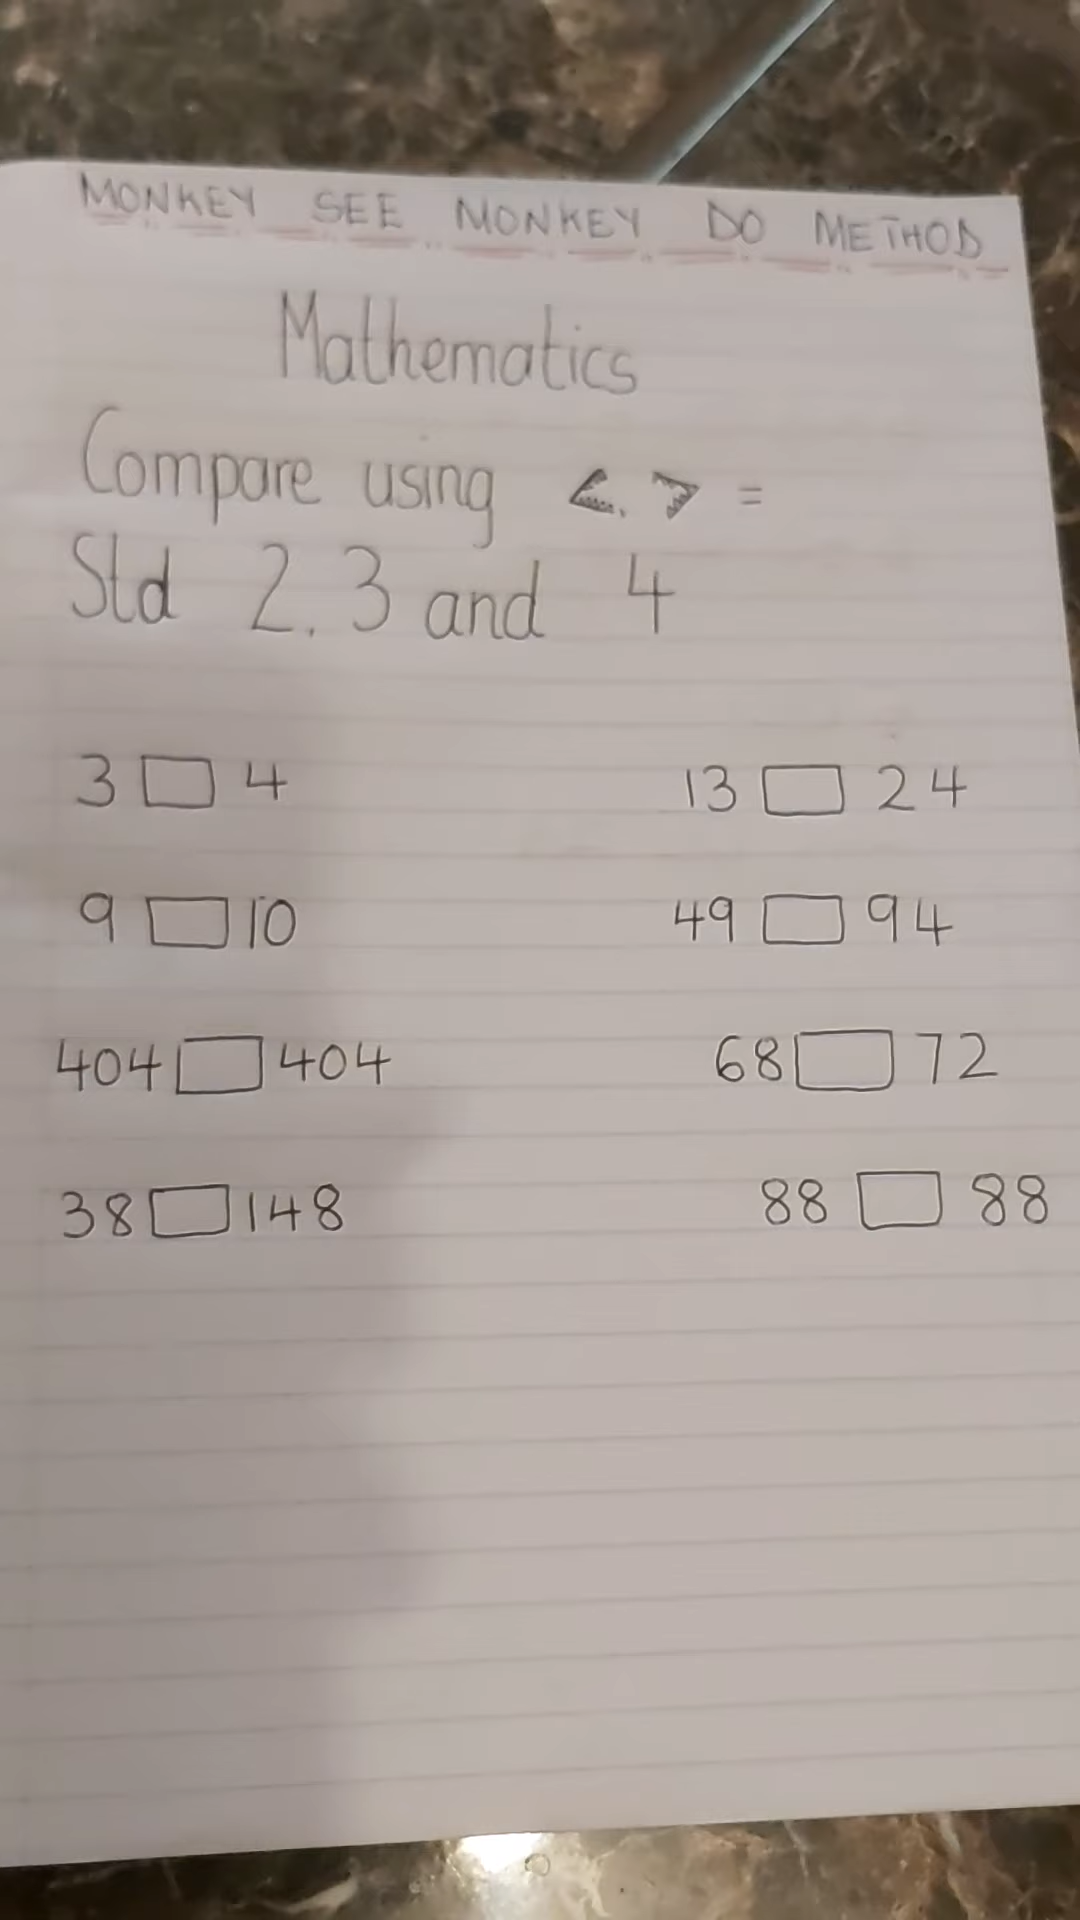 MONKEY SEE MONKEY DO METHOD
Mathematics
Compare using <, > =
Std 2, 3 and 4
3 □ 4 13 □ 24
9 □ 10 49 □ 94
404 □ 404 68 □ 72
38 □ 148 88 □ 88